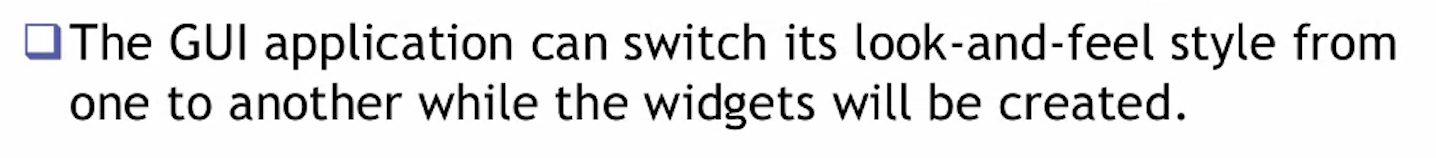 ❑The GUI application can switch its look-and-feel style from
one to another while the widgets will be created.